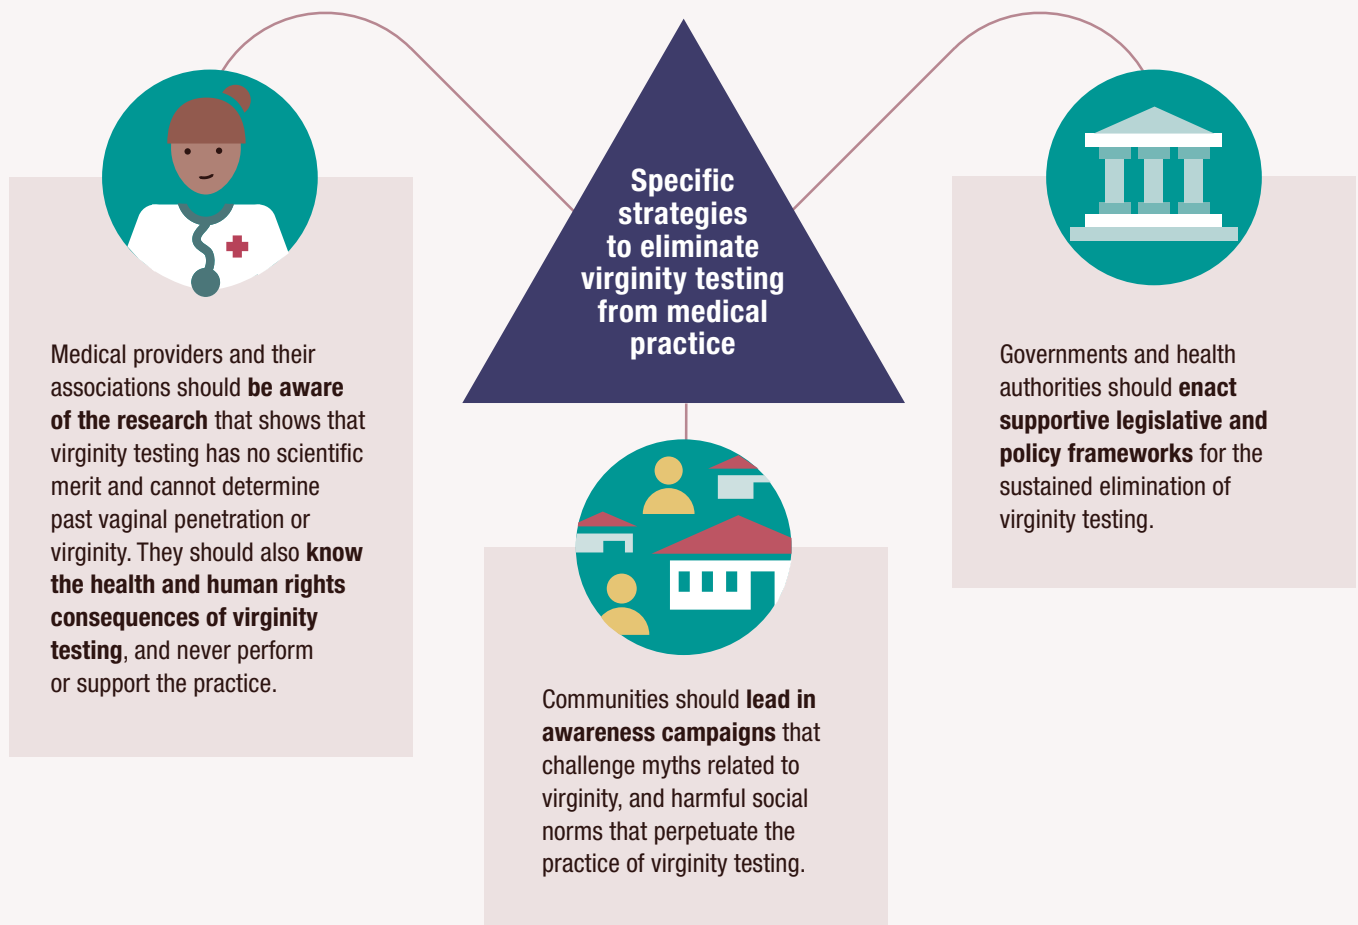 Specific
strategies
to eliminate
virginity testing
from medical
practice
Medical providers and their
associations should be aware
of the research that shows that
virginity testing has no scientific
merit and cannot determine
past vaginal penetration or
virginity. They should also know
the health and human rights
consequences of virginity
testing, and never perform
or support the practice.
Communities should lead in
awareness campaigns that
challenge myths related to
virginity, and harmful social
norms that perpetuate the
practice of virginity testing.
Governments and health
authorities should enact
supportive legislative and
policy frameworks for the
sustained elimination of
virginity testing.